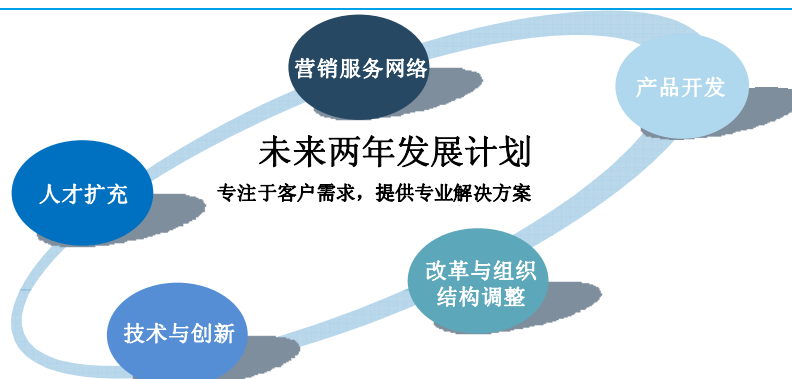 营销服务网络
产品开发
未来两年发展计划
专注于客户需求，提供专业解决方案
人才扩充
改革与组织
结构调整
技术与创新